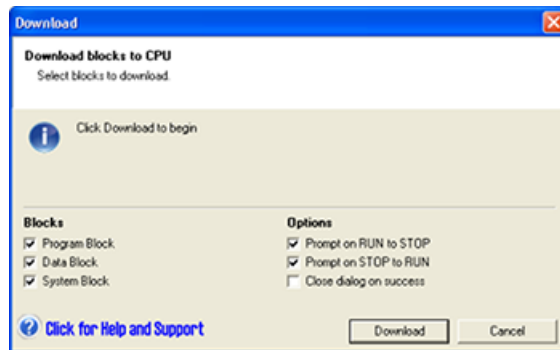 Download
Download blocks to CPU
Select blocks to download.
Click Download to begin
Blocks
Program Block
Data Block
System Block
Options
Prompt on RUN to STOP
Prompt on STOP to RUN
Close dialog on success
Click for Help and Support
Download
Cancel